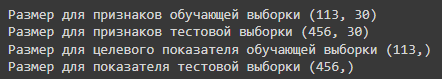 Размер для признаков обучающей выборки (113, 30)
Размер для признаков тестовой выборки (456, 30)
Размер для целевого показателя обучающей выборки (113,)
Размер для показателя тестовой выборки (456,)